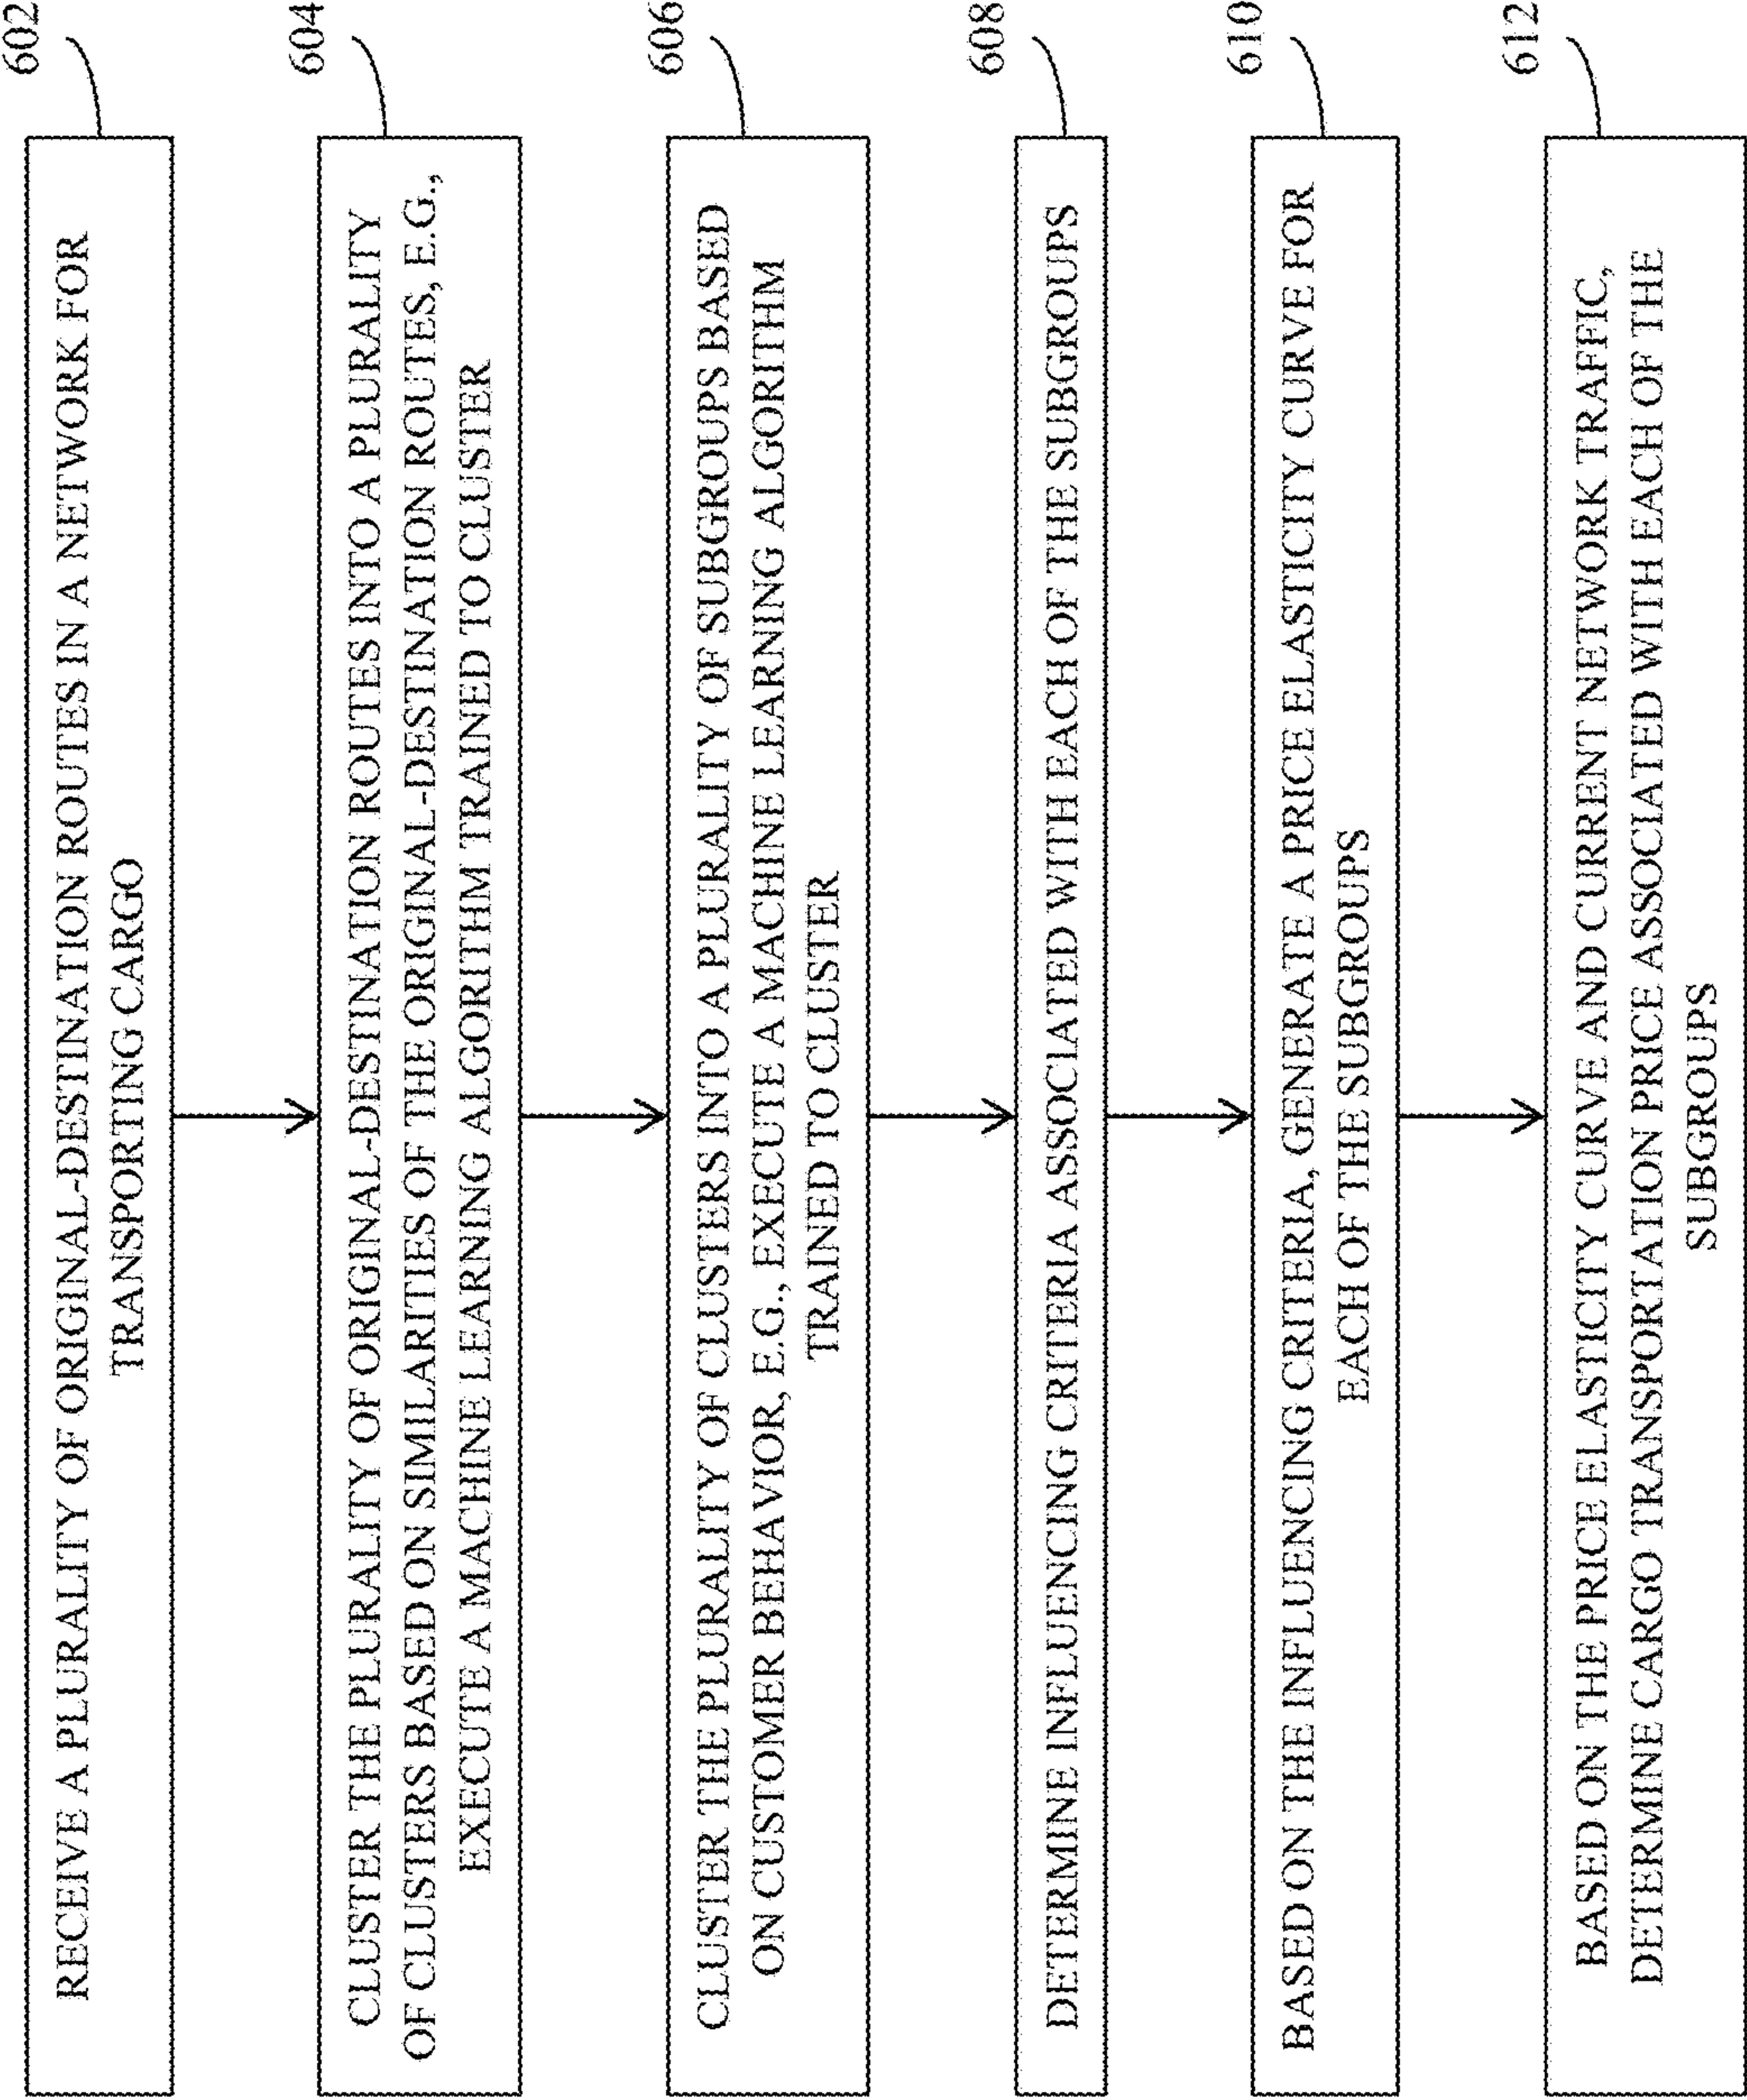 602
RECEIVE A PLURALITY OF ORIGINAL-DESTINATION ROUTES IN A NETWORK FOR
TRANSPORTING CARGO
604
CLUSTER THE PLURALITY OF ORIGINAL-DESTINATION ROUTES INTO A PLURALITY
OF CLUSTERS BASED ON SIMILARITIES OF THE ORIGINAL-DESTINATION ROUTES, E.G.,
EXECUTE A MACHINE LEARNING ALGORITHM TRAINED TO CLUSTER
606
CLUSTER THE PLURALITY OF CLUSTERS INTO A PLURALITY OF SUBGROUPS BASED
ON CUSTOMER BEHAVIOR, E.G., EXECUTE A MACHINE LEARNING ALGORITHM
TRAINED TO CLUSTER
608
DETERMINE INFLUENCING CRITERIA ASSOCIATED WITH EACH OF THE SUBGROUPS
610
BASED ON THE INFLUENCING CRITERIA, GENERATE A PRICE ELASTICITY CURVE FOR
EACH OF THE SUBGROUPS
612
BASED ON THE PRICE ELASTICITY CURVE AND CURRENT NETWORK TRAFFIC,
DETERMINE CARGO TRANSPORTATION PRICE ASSOCIATED WITH EACH OF THE
SUBGROUPS